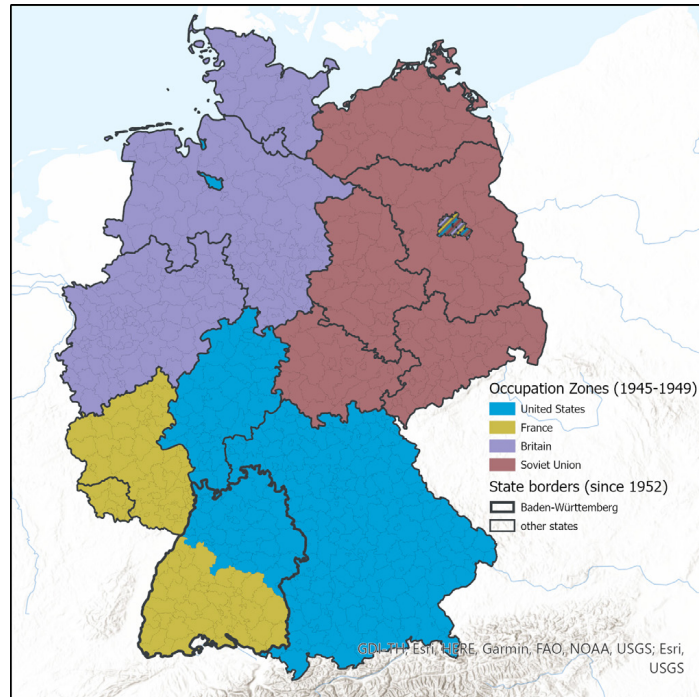 Occupation Zones (1945-1949)
United States
France
Britain
Soviet Union
State borders (since 1952)
Baden-Württemberg
other states
GDI-TH, Esri, HERE, Garmin, FAO, NOAA, USGS; Esri,
USGS